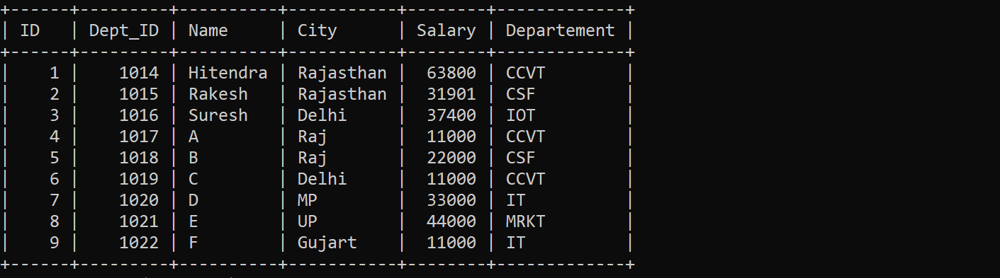 +------+---------+----------+-----------+--------+-------------+
| ID   | Dept_ID | Name     | City      | Salary | Departement |
+------+---------+----------+-----------+--------+-------------+
|    1 |    1014 | Hitendra | Rajasthan |  63800 | CCVT        |
|    2 |    1015 | Rakesh   | Rajasthan |  31901 | CSF         |
|    3 |    1016 | Suresh   | Delhi     |  37400 | IOT         |
|    4 |    1017 | A        | Raj       |  11000 | CCVT        |
|    5 |    1018 | B        | Raj       |  22000 | CSF         |
|    6 |    1019 | C        | Delhi     |  11000 | CCVT        |
|    7 |    1020 | D        | MP        |  33000 | IT          |
|    8 |    1021 | E        | UP        |  44000 | MRKT        |
|    9 |    1022 | F        | Gujart    |  11000 | IT          |
+------+---------+----------+-----------+--------+-------------+